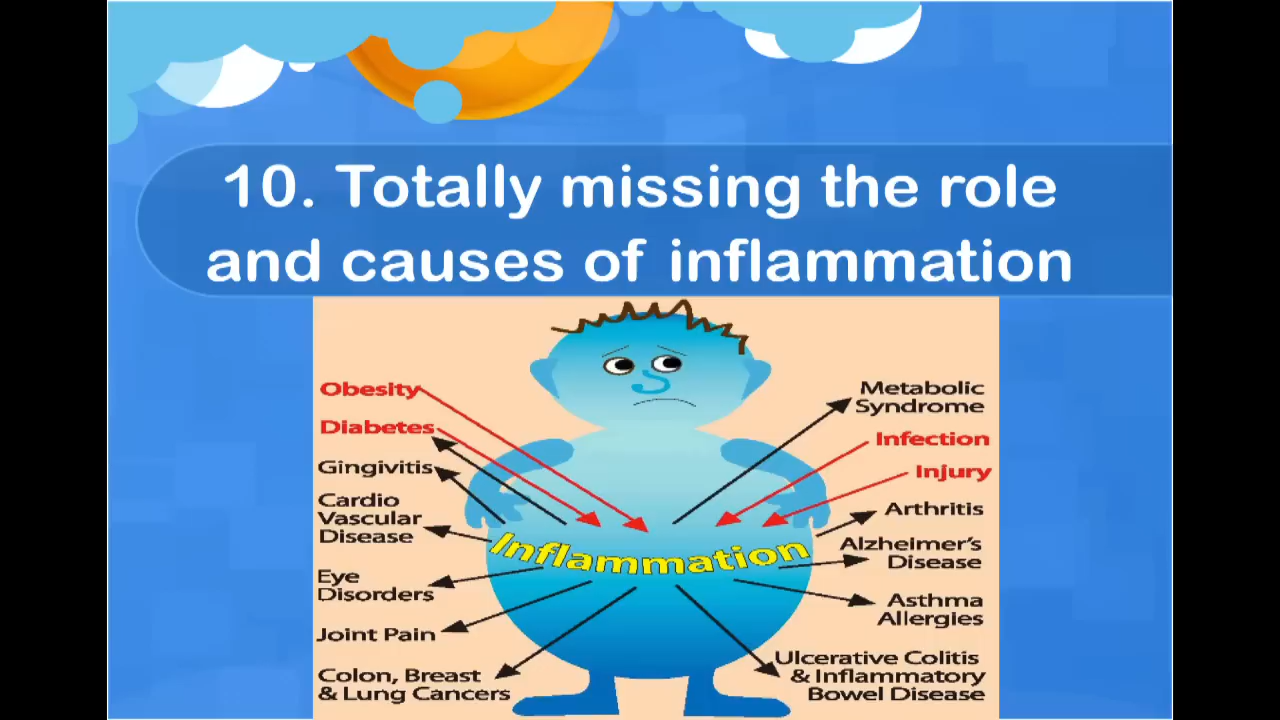 10. Totally missing the role
and causes of inflammation
Obesity
Diabetes
Gingivitis
Cardio
Vascular
Disease
Eye
Disorders
Joint Pain
Colon, Breast
& Lung Cancers
Inflammation
Metabolic
Syndrome
Infection
Injury
Arthritis
Alzheimer's
Disease
Asthma
Allergies
Ulcerative Colitis
& Inflammatory
Bowel Disease